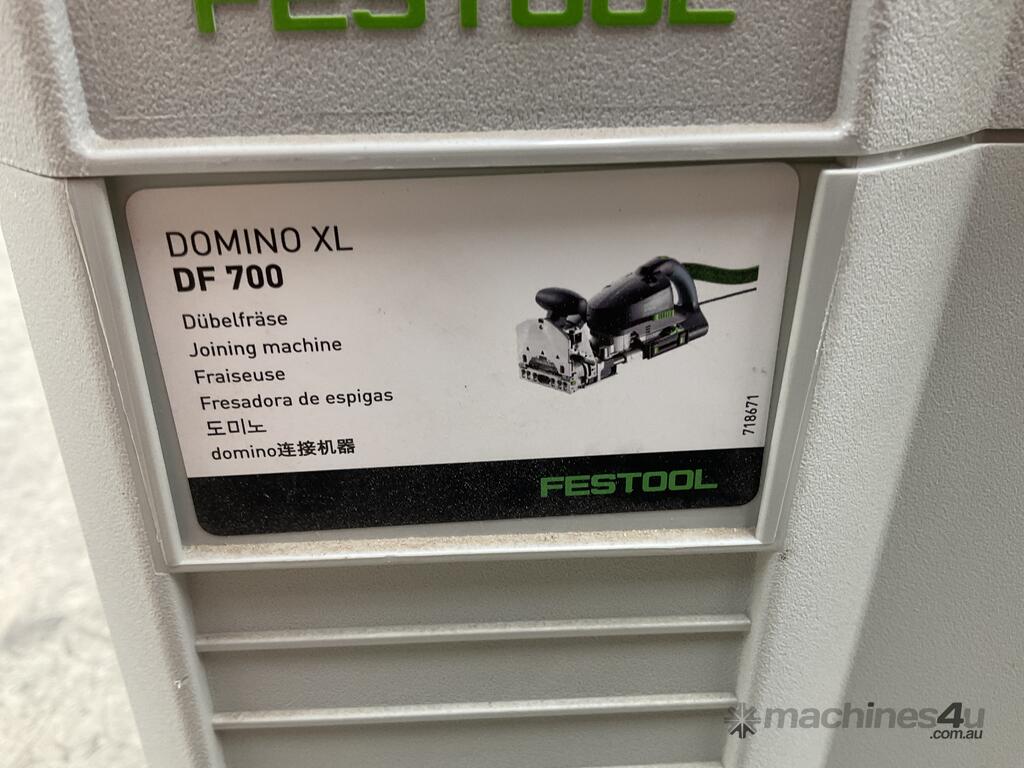 FESTOOL
DOMINO XL
DF 700
Dübelfräse
Joining machine
Fraiseuse
Fresadora de espigas
도미노
domino连接机器
718671
FESTOOL
machines4u
.com.au